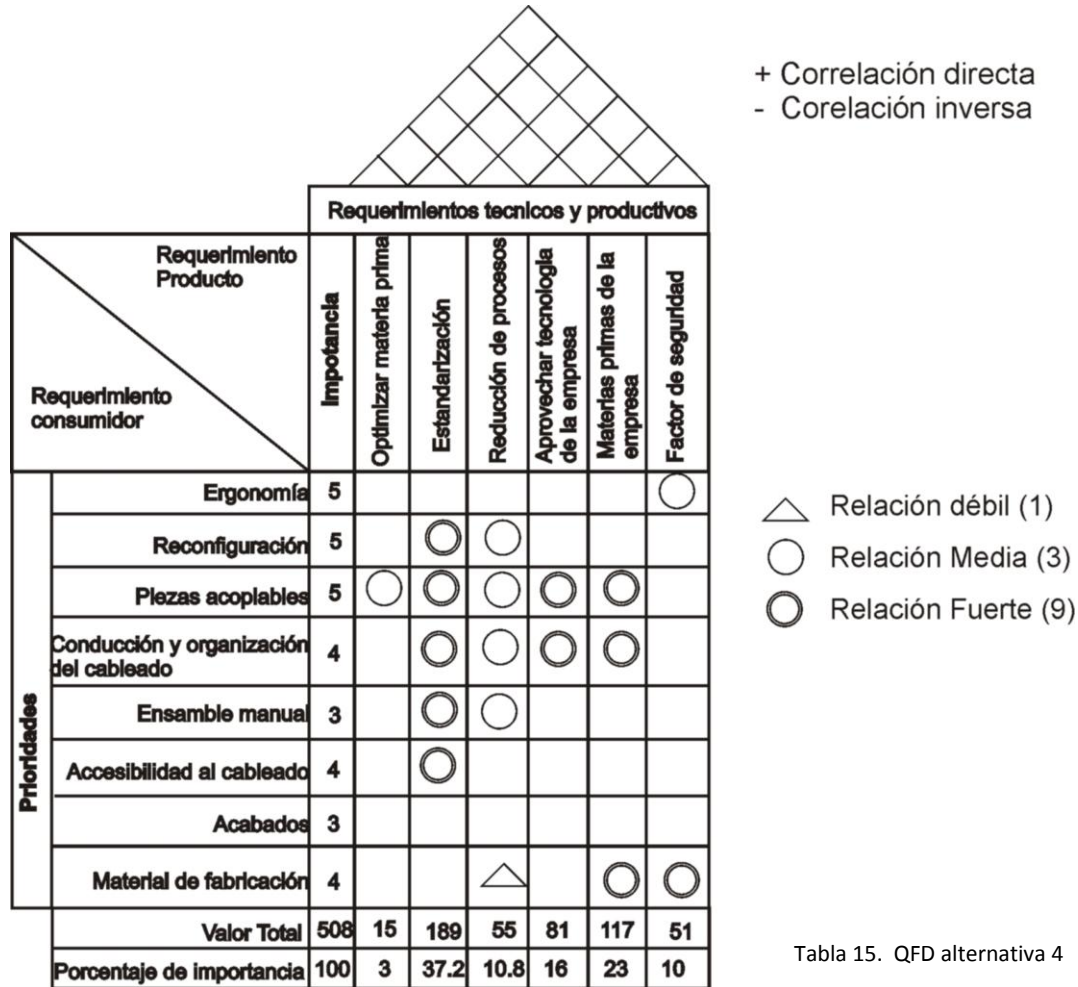 + Correlación directa
- Corelación inversa
Requerimientos tecnicos y productivos
Requerimiento
Producto
Requerimiento
consumidor
Impotancia
Optimizar materia prima
Estandarización
Reducción de procesos
Aprovechar tecnologia
de la empresa
Materias primas de la
empresa
Factor de seguridad
Prioridades
Ergonomía 5
Reconfiguración 5
Piezas acoplables 5
Conducción y organización
del cableado 4
Ensamble manual 3
Accesibilidad al cableado 4
Acabados 3
Material de fabricación 4
Valor Total 508 15 189 55 81 117 51
Porcentaje de importancia 100 3 37.2 10.8 16 23 10
Relación débil (1)
Relación Media (3)
Relación Fuerte (9)
Tabla 15. QFD alternativa 4